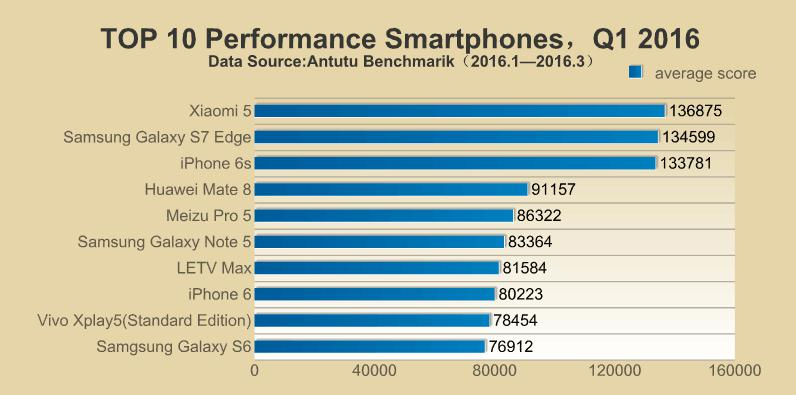 TOP 10 Performance Smartphones，Q1 2016
Data Source:Antutu Benchmarik（2016.1—2016.3）
average score
Xiaomi 5 136875
Samsung Galaxy S7 Edge 134599
iPhone 6s 133781
Huawei Mate 8 91157
Meizu Pro 5 86322
Samsung Galaxy Note 5 83364
LETV Max 81584
iPhone 6 80223
Vivo Xplay5(Standard Edition) 78454
Samgsung Galaxy S6 76912
0 40000 80000 120000 160000